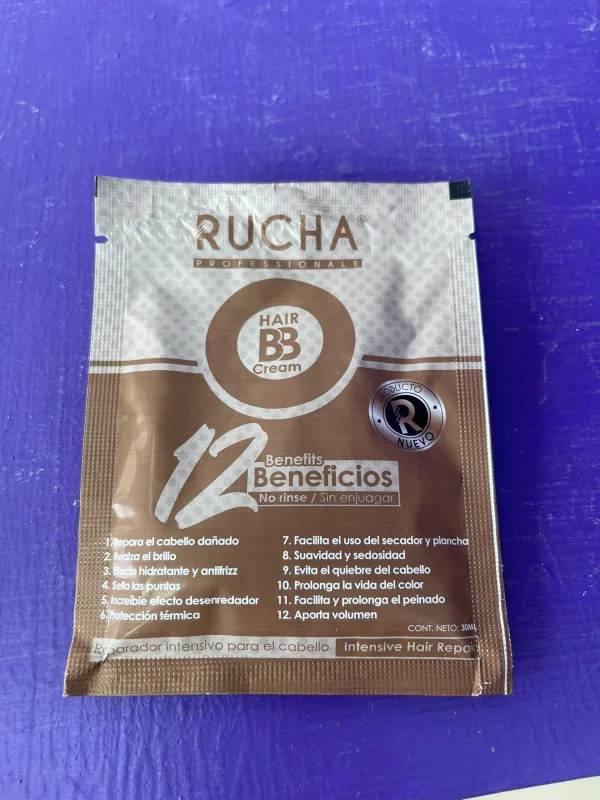 RUCHA®
PROFESSIONALE
HAIR
BB
Cream
PRODUCTO
R
NUEVO
12
Benefits
Beneficios
No rinse / Sin enjuagar
1. Repara el cabello dañado
2. Realza el brillo
3. Efecto hidratante y antifrizz
4. Sella las puntas
5. Increíble efecto desenredador
6. Protección térmica
7. Facilita el uso del secador y plancha
8. Suavidad y sedosidad
9. Evita el quiebre del cabello
10. Prolonga la vida del color
11. Facilita y prolonga el peinado
12. Aporta volumen
CONT. NETO: 30ML
Reparador intensivo para el cabello Intensive Hair Repair